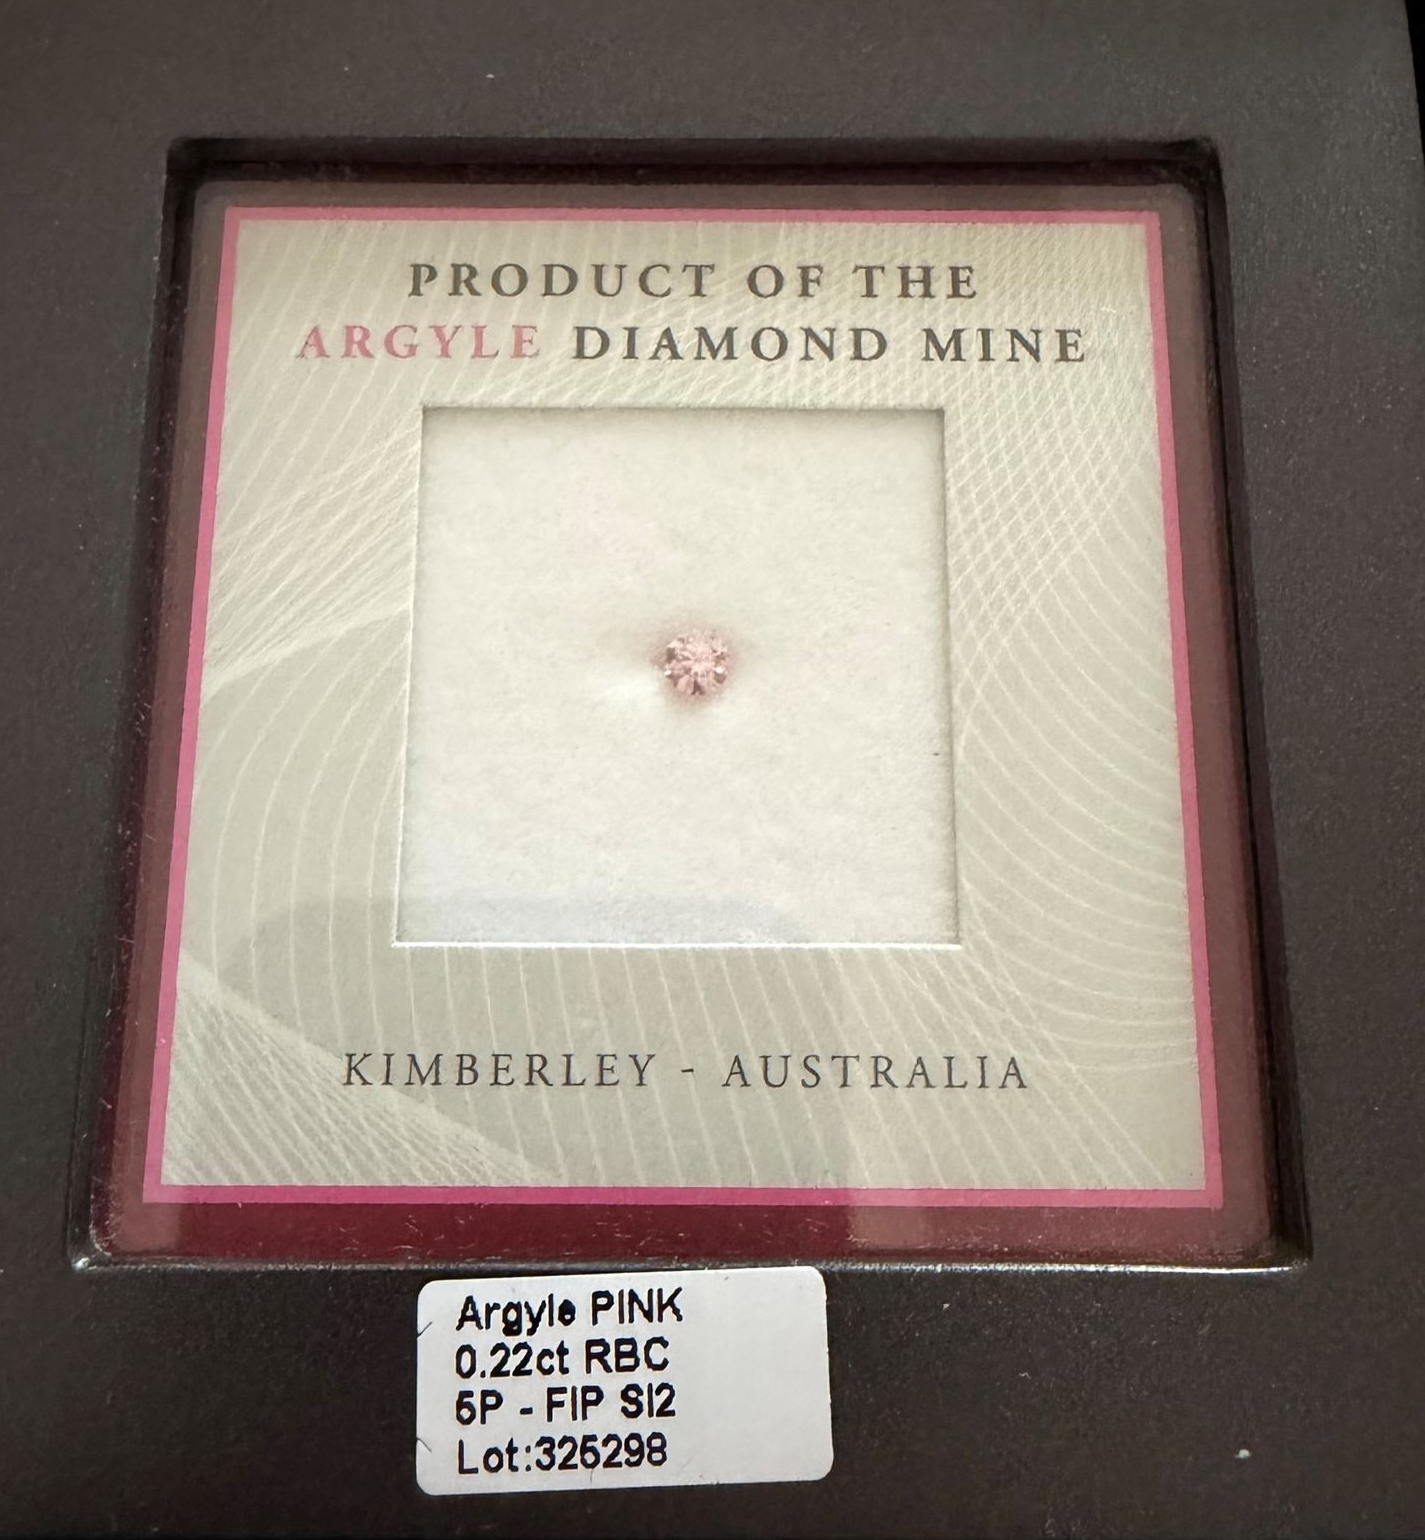 PRODUCT OF THE
ARGYLE DIAMOND MINE
KIMBERLEY - AUSTRALIA
Argyle PINK
0.22ct RBC
5P - FIP SI2
Lot:325298